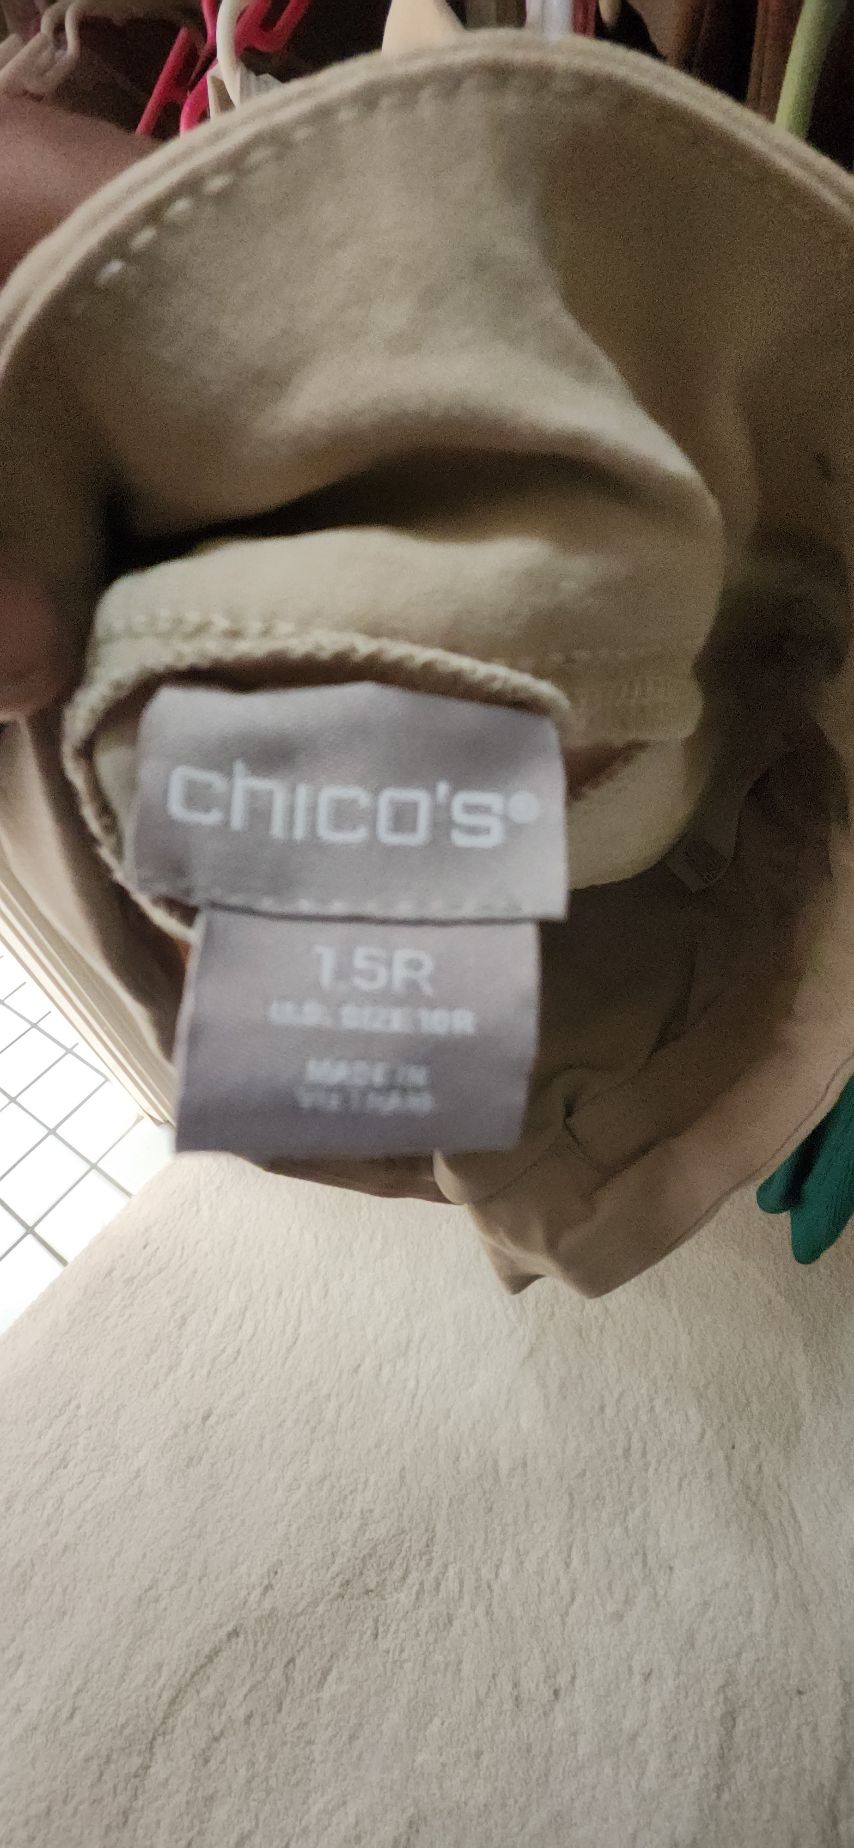 chico's®
1.5R
U.S. SIZE 10R
MADE IN
VIETNAM